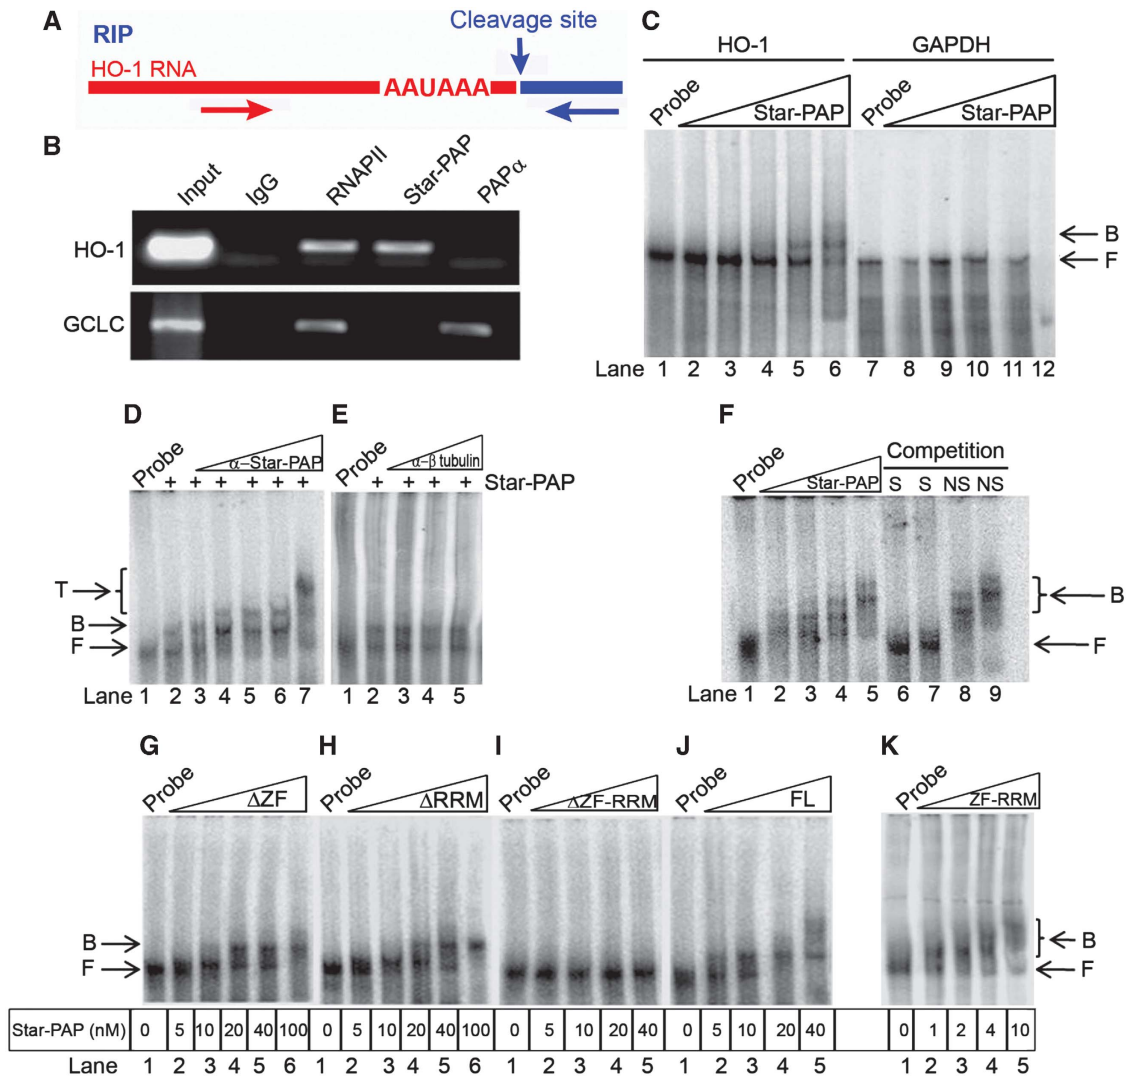 A
RIP
HO-1 RNA
AAUAAA
Cleavage site
B
Input IgG RNAPII Star-PAP PAPα
HO-1
GCLC
C
HO-1 GAPDH
Probe Star-PAP Probe Star-PAP
B
F
Lane 1 2 3 4 5 6 7 8 9 10 11 12
D
Probe α-Star-PAP
+ + + + + +
T
B
F
Lane 1 2 3 4 5 6 7
E
Probe α-β tubulin
+ + + + Star-PAP
1 2 3 4 5
F
Competition
Probe Star-PAP S S NS NS
B
F
Lane 1 2 3 4 5 6 7 8 9
G H I J K
Probe ΔZF Probe ΔRRM Probe ΔZF-RRM Probe FL Probe ZF-RRM
B B
F F
Star-PAP (nM) 0 5 10 20 40 100 0 5 10 20 40 100 0 5 10 20 40 0 5 10 20 40 0 1 2 4 10
Lane 1 2 3 4 5 6 1 2 3 4 5 6 1 2 3 4 5 1 2 3 4 5 1 2 3 4 5